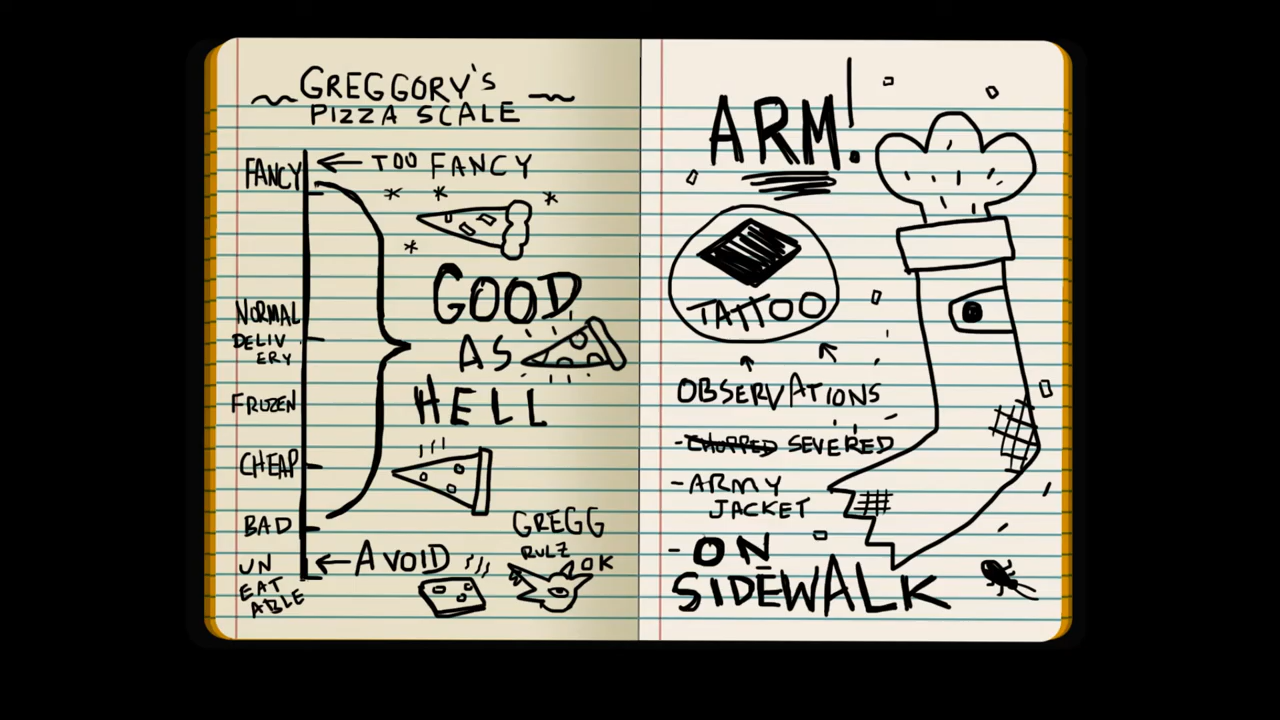 GREGGORY'S
PIZZA SCALE
FANCY
← TOO FANCY
GOOD
AS
HELL
NORMAL
DELIV
ERY
FROZEN
CHEAP
BAD
UN
EAT
ABLE
← AVOID
GREGG
RULZ
OK
ARM!
TATTOO
OBSERVATIONS
- CHOPPED SEVERED
- ARMY
JACKET
- ON
SIDEWALK